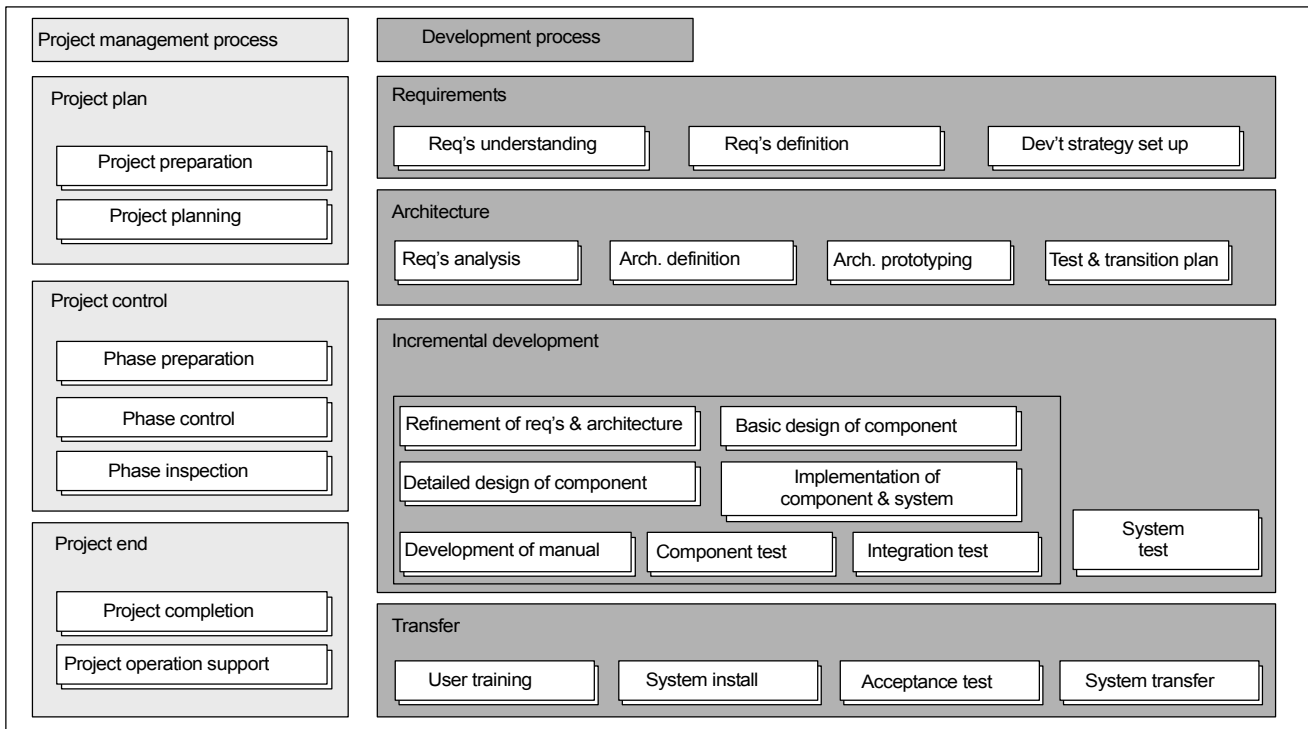 Project management process
Project plan
Project preparation
Project planning
Project control
Phase preparation
Phase control
Phase inspection
Project end
Project completion
Project operation support
Development process
Requirements
Req's understanding
Req's definition
Dev't strategy set up
Architecture
Req's analysis
Arch. definition
Arch. prototyping
Test & transition plan
Incremental development
Refinement of req's & architecture
Basic design of component
Detailed design of component
Implementation of
component & system
Development of manual
Component test
Integration test
System
test
Transfer
User training
System install
Acceptance test
System transfer